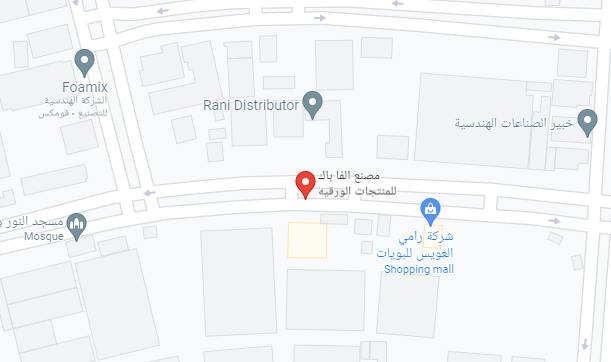 Foamix
الشركة الهندسية
للتصنيع - فومكس
Rani Distributor
خبير الصناعات الهندسية
مصنع الفا باك
للمنتجات الورقيه
مسجد النور و
Mosque
شركة رامي
العويس للبويات
Shopping mall